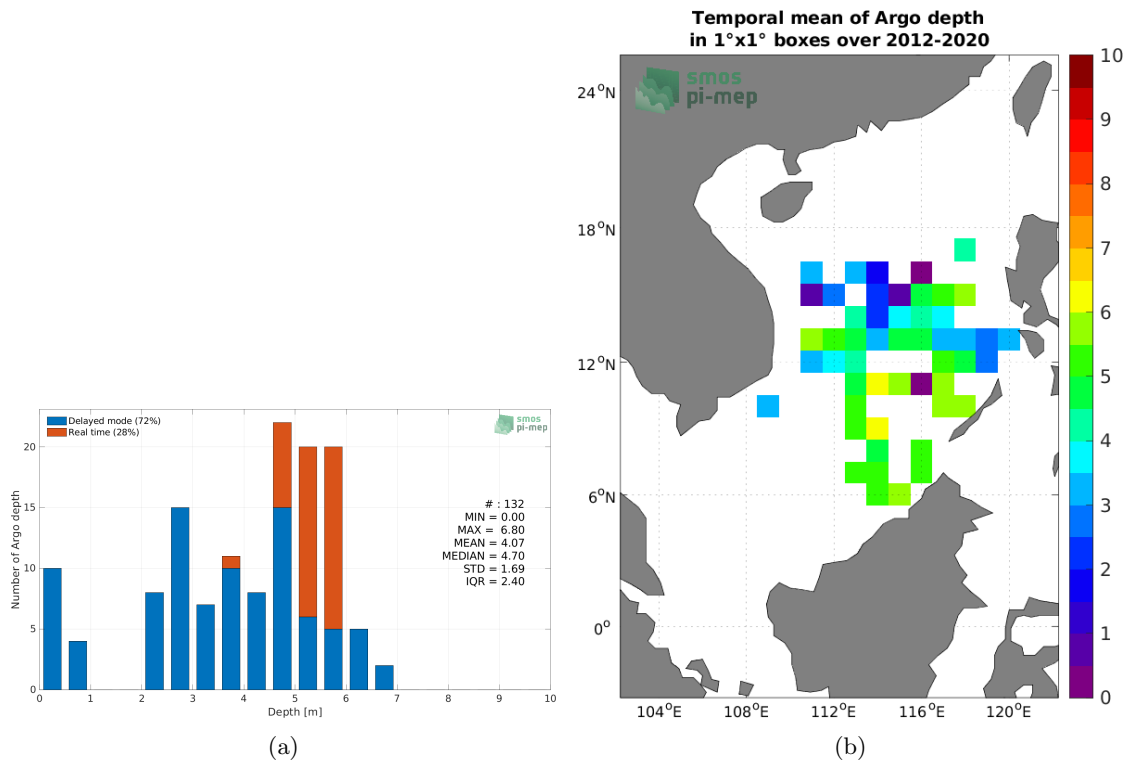 Delayed mode (72%)
Real time (28%)
smos
pi-mep
Number of Argo depth
20
15
10
5
0
# : 132
MIN = 0.00
MAX = 6.80
MEAN = 4.07
MEDIAN = 4.70
STD = 1.69
IQR = 2.40
0 1 2 3 4 5 6 7 8 9 10
Depth [m]
(a)
Temporal mean of Argo depth
in 1°x1° boxes over 2012-2020
smos
pi-mep
24°N
18°N
12°N
6°N
0°
104°E 108°E 112°E 116°E 120°E
10
9
8
7
6
5
4
3
2
1
0
(b)